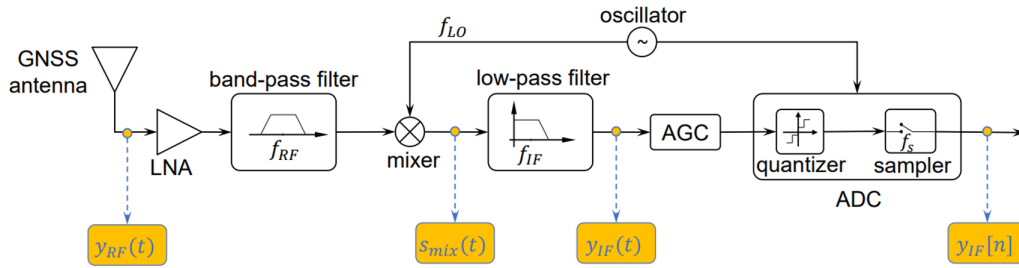 oscillator
f_LO
~
GNSS
antenna
band-pass filter
low-pass filter
f_RF
f_IF
AGC
f_s
LNA
mixer
quantizer
sampler
ADC
y_RF(t)
s_mix(t)
y_IF(t)
y_IF[n]